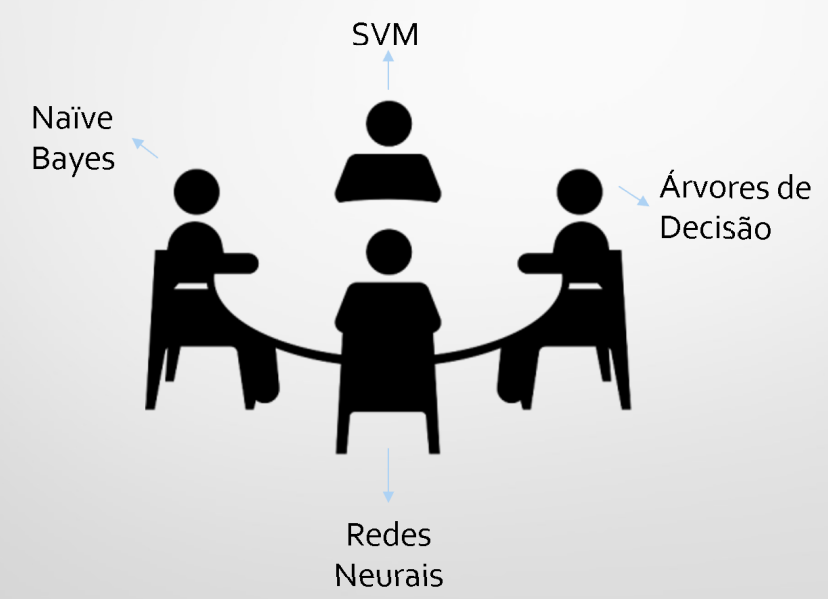 SVM
Naïve
Bayes
Árvores de
Decisão
Redes
Neurais